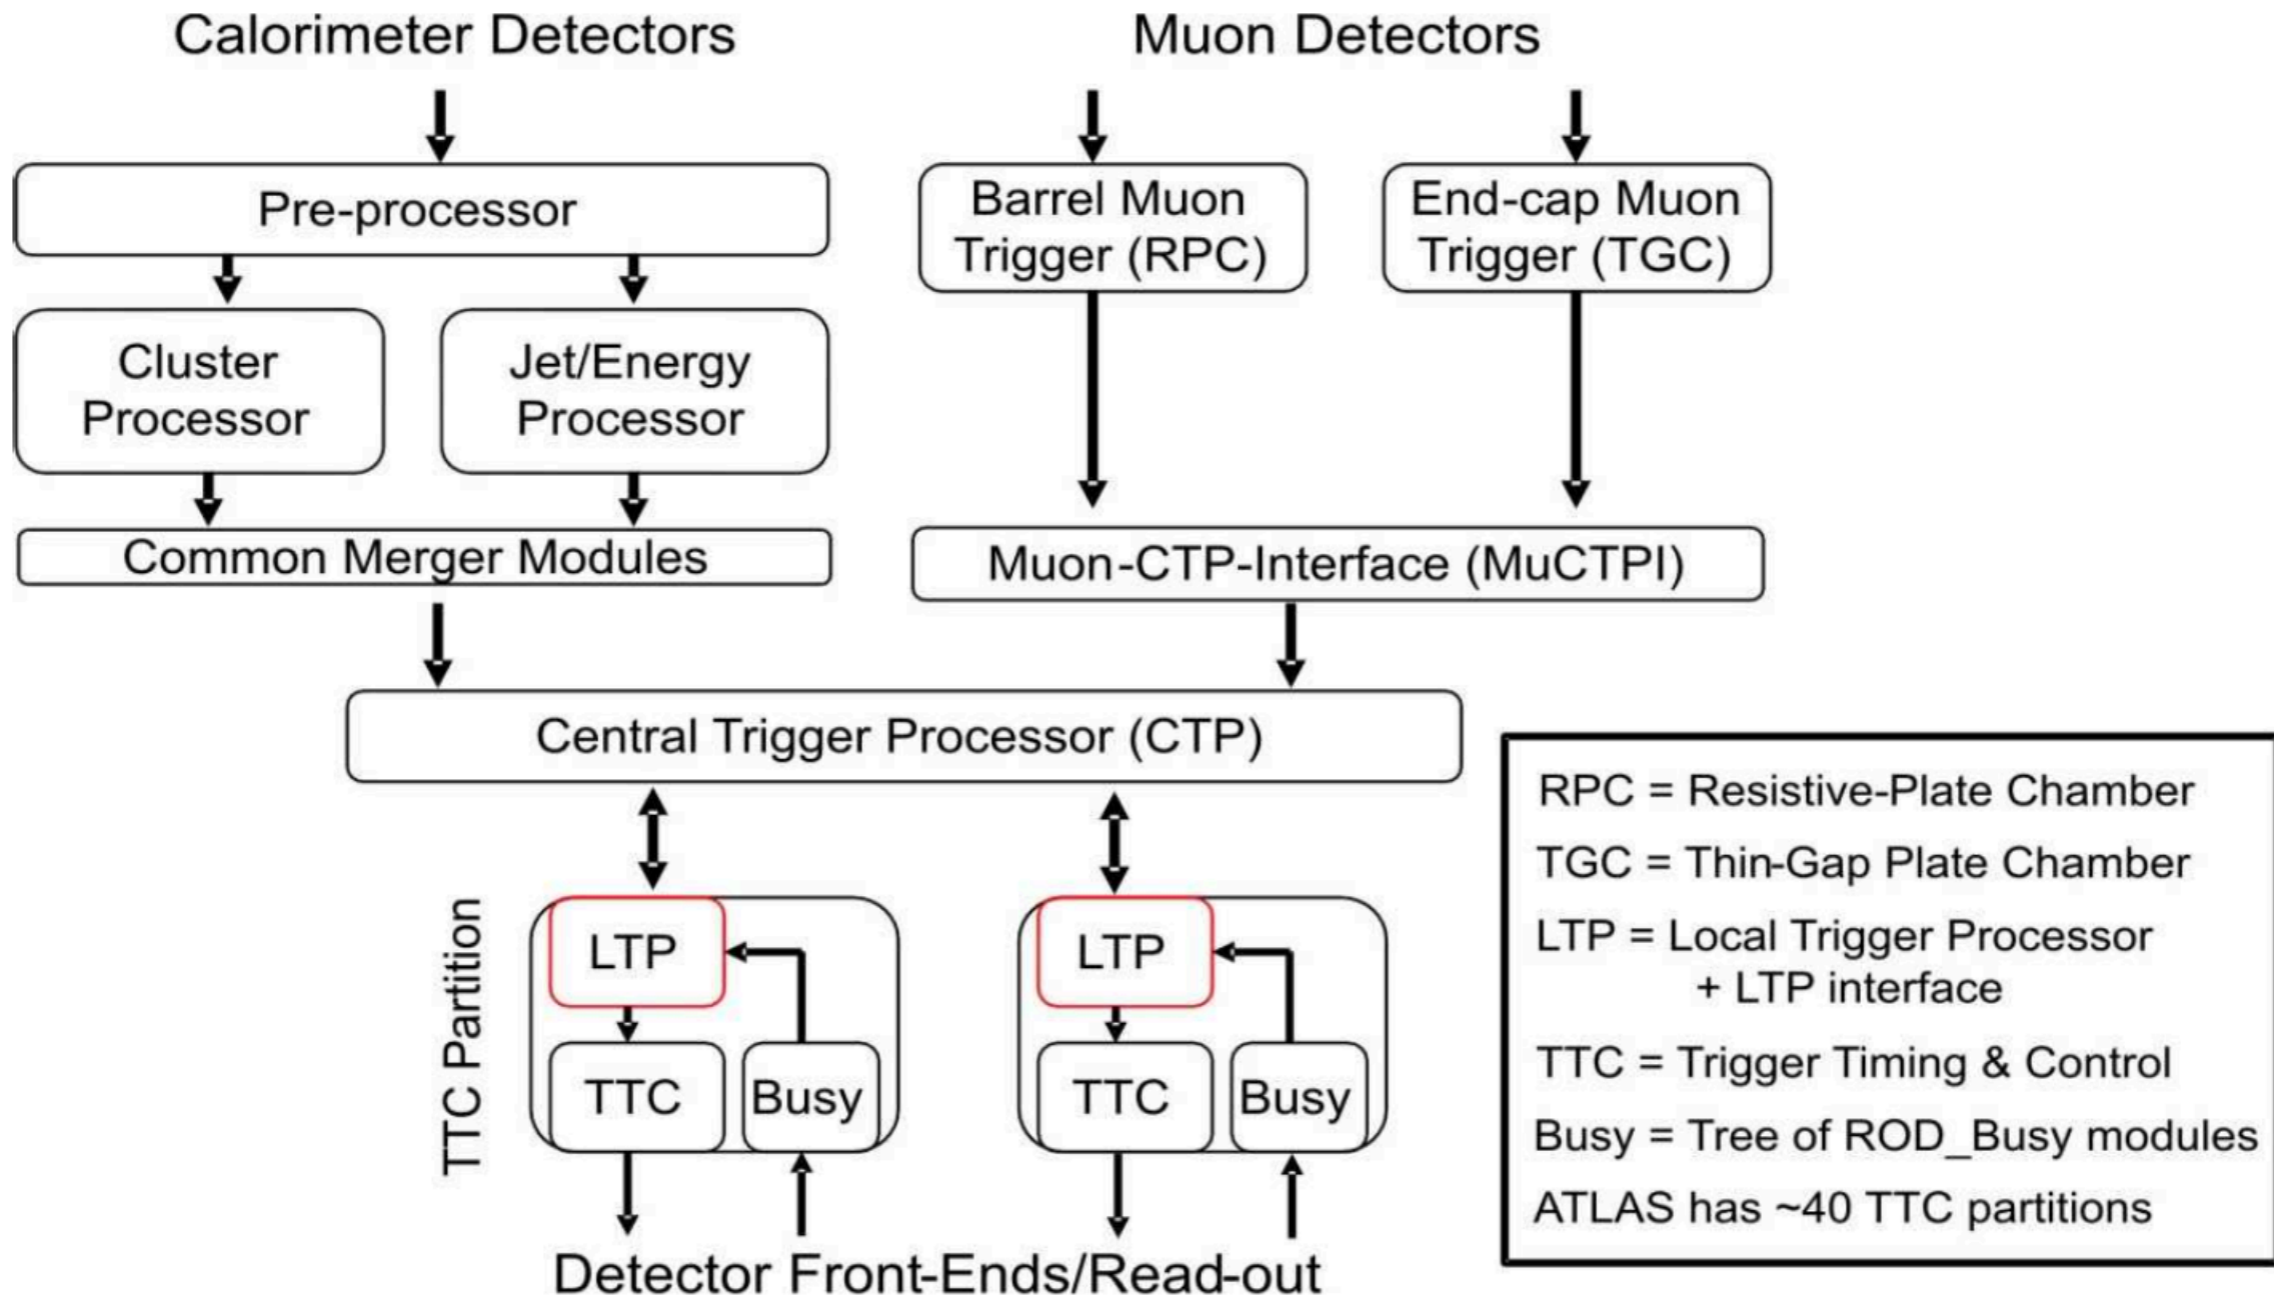 Calorimeter Detectors
Muon Detectors
Pre-processor
Barrel Muon
Trigger (RPC)
End-cap Muon
Trigger (TGC)
Cluster
Processor
Jet/Energy
Processor
Common Merger Modules
Muon-CTP-Interface (MuCTPI)
Central Trigger Processor (CTP)
TTC Partition
LTP
TTC
Busy
LTP
TTC
Busy
Detector Front-Ends/Read-out
RPC = Resistive-Plate Chamber
TGC = Thin-Gap Plate Chamber
LTP = Local Trigger Processor
+ LTP interface
TTC = Trigger Timing & Control
Busy = Tree of ROD_Busy modules
ATLAS has ~40 TTC partitions